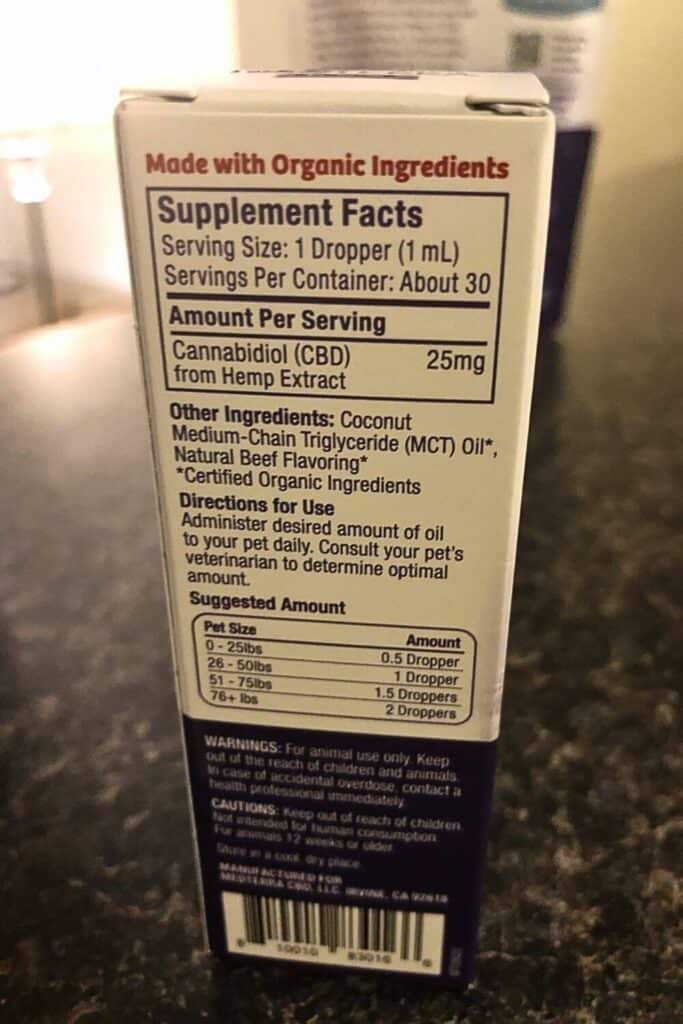 Made with Organic Ingredients
Supplement Facts
Serving Size: 1 Dropper (1 mL)
Servings Per Container: About 30
Amount Per Serving
Cannabidiol (CBD) 25mg
from Hemp Extract
Other Ingredients: Coconut
Medium-Chain Triglyceride (MCT) Oil*,
Natural Beef Flavoring*
*Certified Organic Ingredients
Directions for Use
Administer desired amount of oil
to your pet daily. Consult your pet's
veterinarian to determine optimal
amount.
Suggested Amount
Pet Size Amount
0 - 25lbs 0.5 Dropper
26 - 50lbs 1 Dropper
51 - 75lbs 1.5 Droppers
76+ lbs 2 Droppers
WARNINGS: For animal use only. Keep
out of the reach of children and animals.
In case of accidental overdose, contact a
health professional immediately.
CAUTIONS: Keep out of reach of children.
Not intended for human consumption.
For animals 12 weeks or older.
Store in a cool, dry place.
MANUFACTURED FOR
MEDTERRA CBD, LLC IRVINE, CA 92618